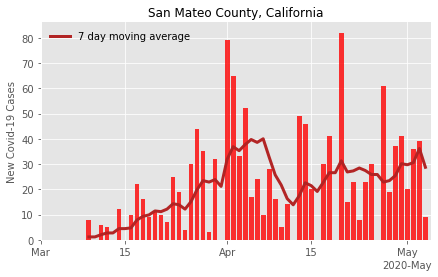 San Mateo County, California
7 day moving average
New Covid-19 Cases
80
70
60
50
40
30
20
10
0
Mar
15
Apr
15
May
2020-May